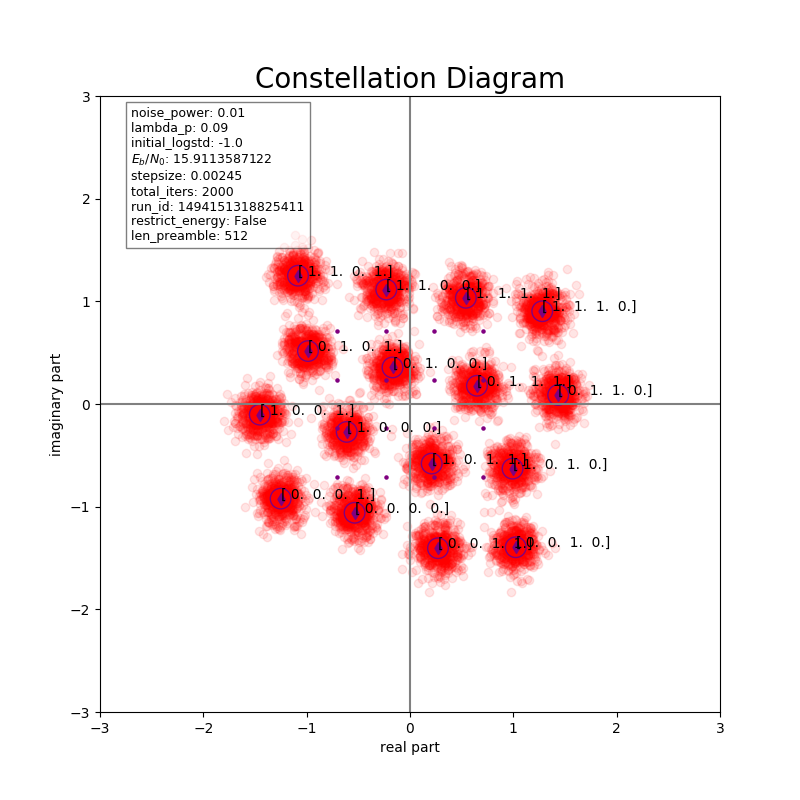 Constellation Diagram
noise_power: 0.01
lambda_p: 0.09
initial_logstd: -1.0
E_b/N_0: 15.9113587122
stepsize: 0.00245
total_iters: 2000
run_id: 1494151318825411
restrict_energy: False
len_preamble: 512
[ 1. 1. 0. 1.]
[ 1. 1. 0. 0.]
[ 1. 1. 1. 1.]
[ 1. 1. 1. 0.]
[ 0. 1. 0. 1.]
[ 0. 1. 0. 0.]
[ 0. 1. 1. 1.]
[ 0. 1. 1. 0.]
[ 1. 0. 0. 1.]
[ 1. 0. 0. 0.]
[ 1. 0. 1. 1.]
[ 1. 0. 1. 0.]
[ 0. 0. 0. 1.]
[ 0. 0. 0. 0.]
[ 0. 0. 1. 1.]
[ 0. 0. 1. 0.]
3
2
1
0
−1
−2
−3
imaginary part
−3 −2 −1 0 1 2 3
real part